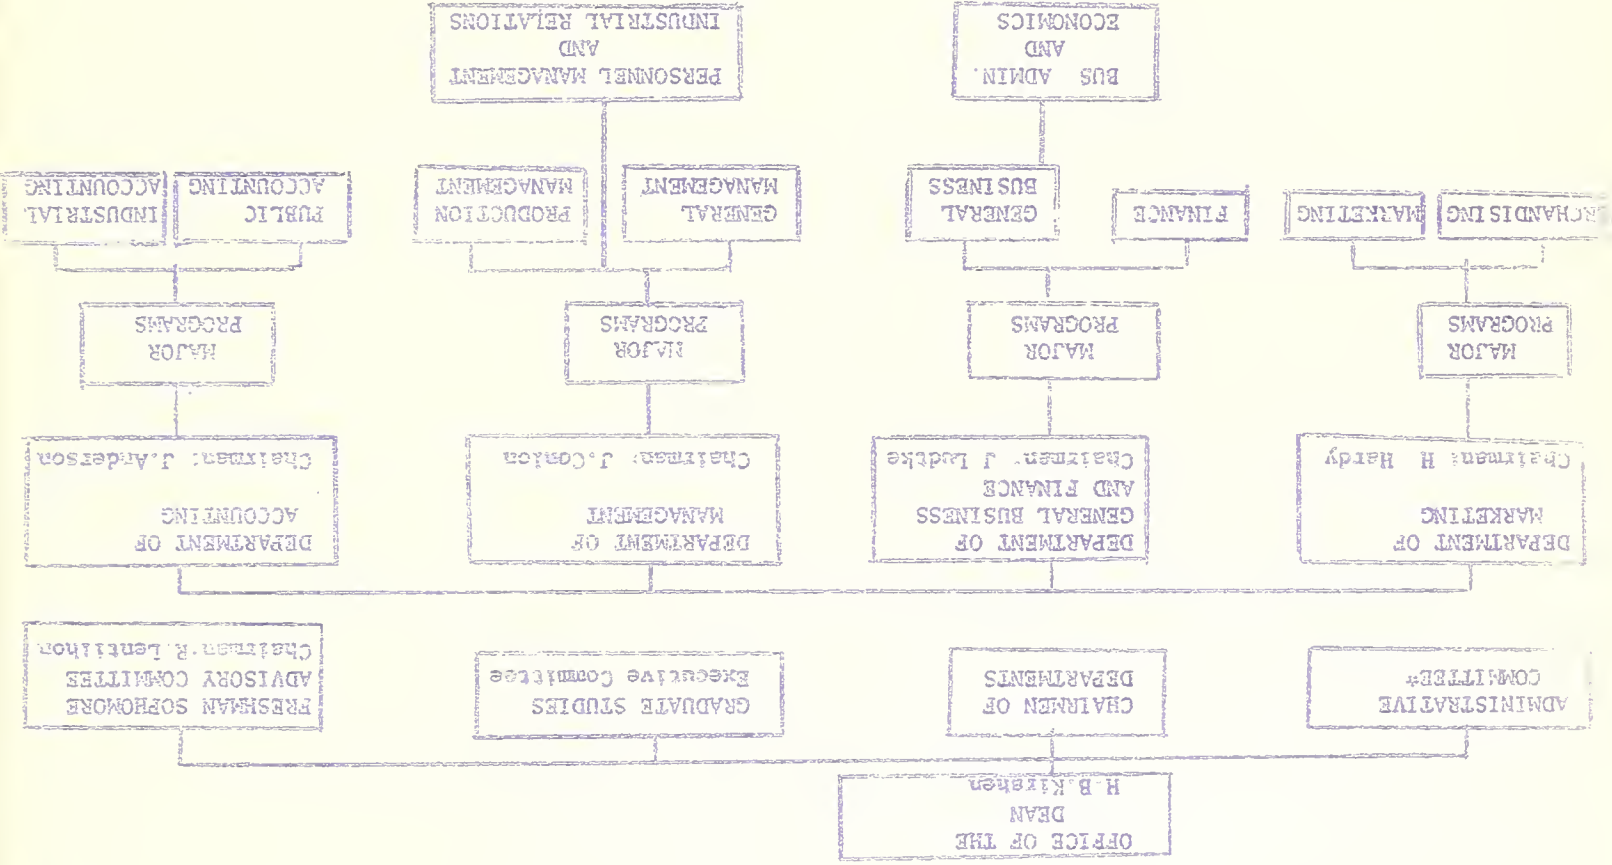 OFFICE OF THE
DEAN
H B.Kirshen
ADMINISTRATIVE
COMMITTEE*
CHAIRMEN OF
DEPARTMENTS
GRADUATE STUDIES
Executive Committee
FRESHMAN SOPHOMORE
ADVISORY COMMITTEE
Chairman:R.Lentilhon
DEPARTMENT OF
MARKETING
Chairman: H Hardy
DEPARTMENT OF
GENERAL BUSINESS
AND FINANCE
Chairman: J Ludtke
DEPARTMENT OF
MANAGEMENT
Chairman: J.Conlon
DEPARTMENT OF
ACCOUNTING
Chairman: J.Anderson
MAJOR
PROGRAMS
MAJOR
PROGRAMS
MAJOR
PROGRAMS
MAJOR
PROGRAMS
RCHANDISING
MARKETING
FINANCE
GENERAL
BUSINESS
GENERAL
MANAGEMENT
PRODUCTION
MANAGEMENT
PUBLIC
ACCOUNTING
INDUSTRIAL
ACCOUNTING
BUS ADMIN.
AND
ECONOMICS
PERSONNEL MANAGEMENT
AND
INDUSTRIAL RELATIONS